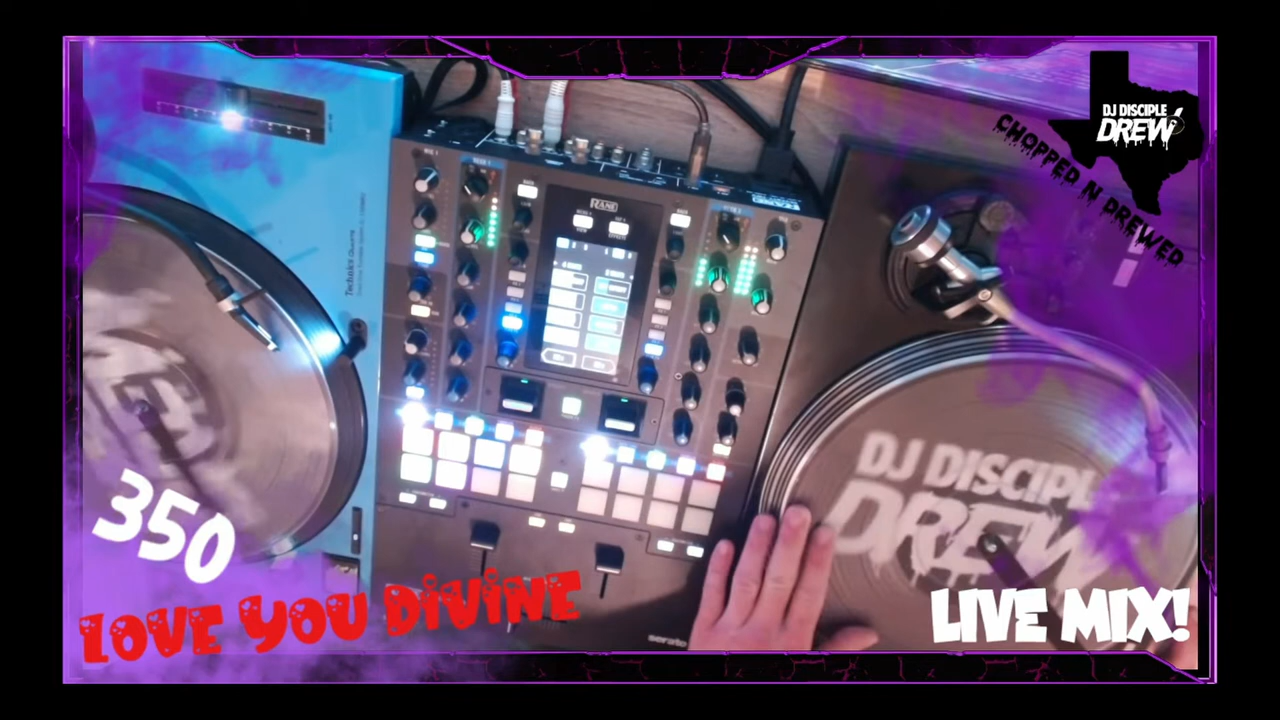 DJ DISCIPLE
DREW
CHOPPED N DREWED
RANE
Technics
DJ DISCIPLE
DREW
350
LOVE YOU DIVINE
LIVE MIX!
serato